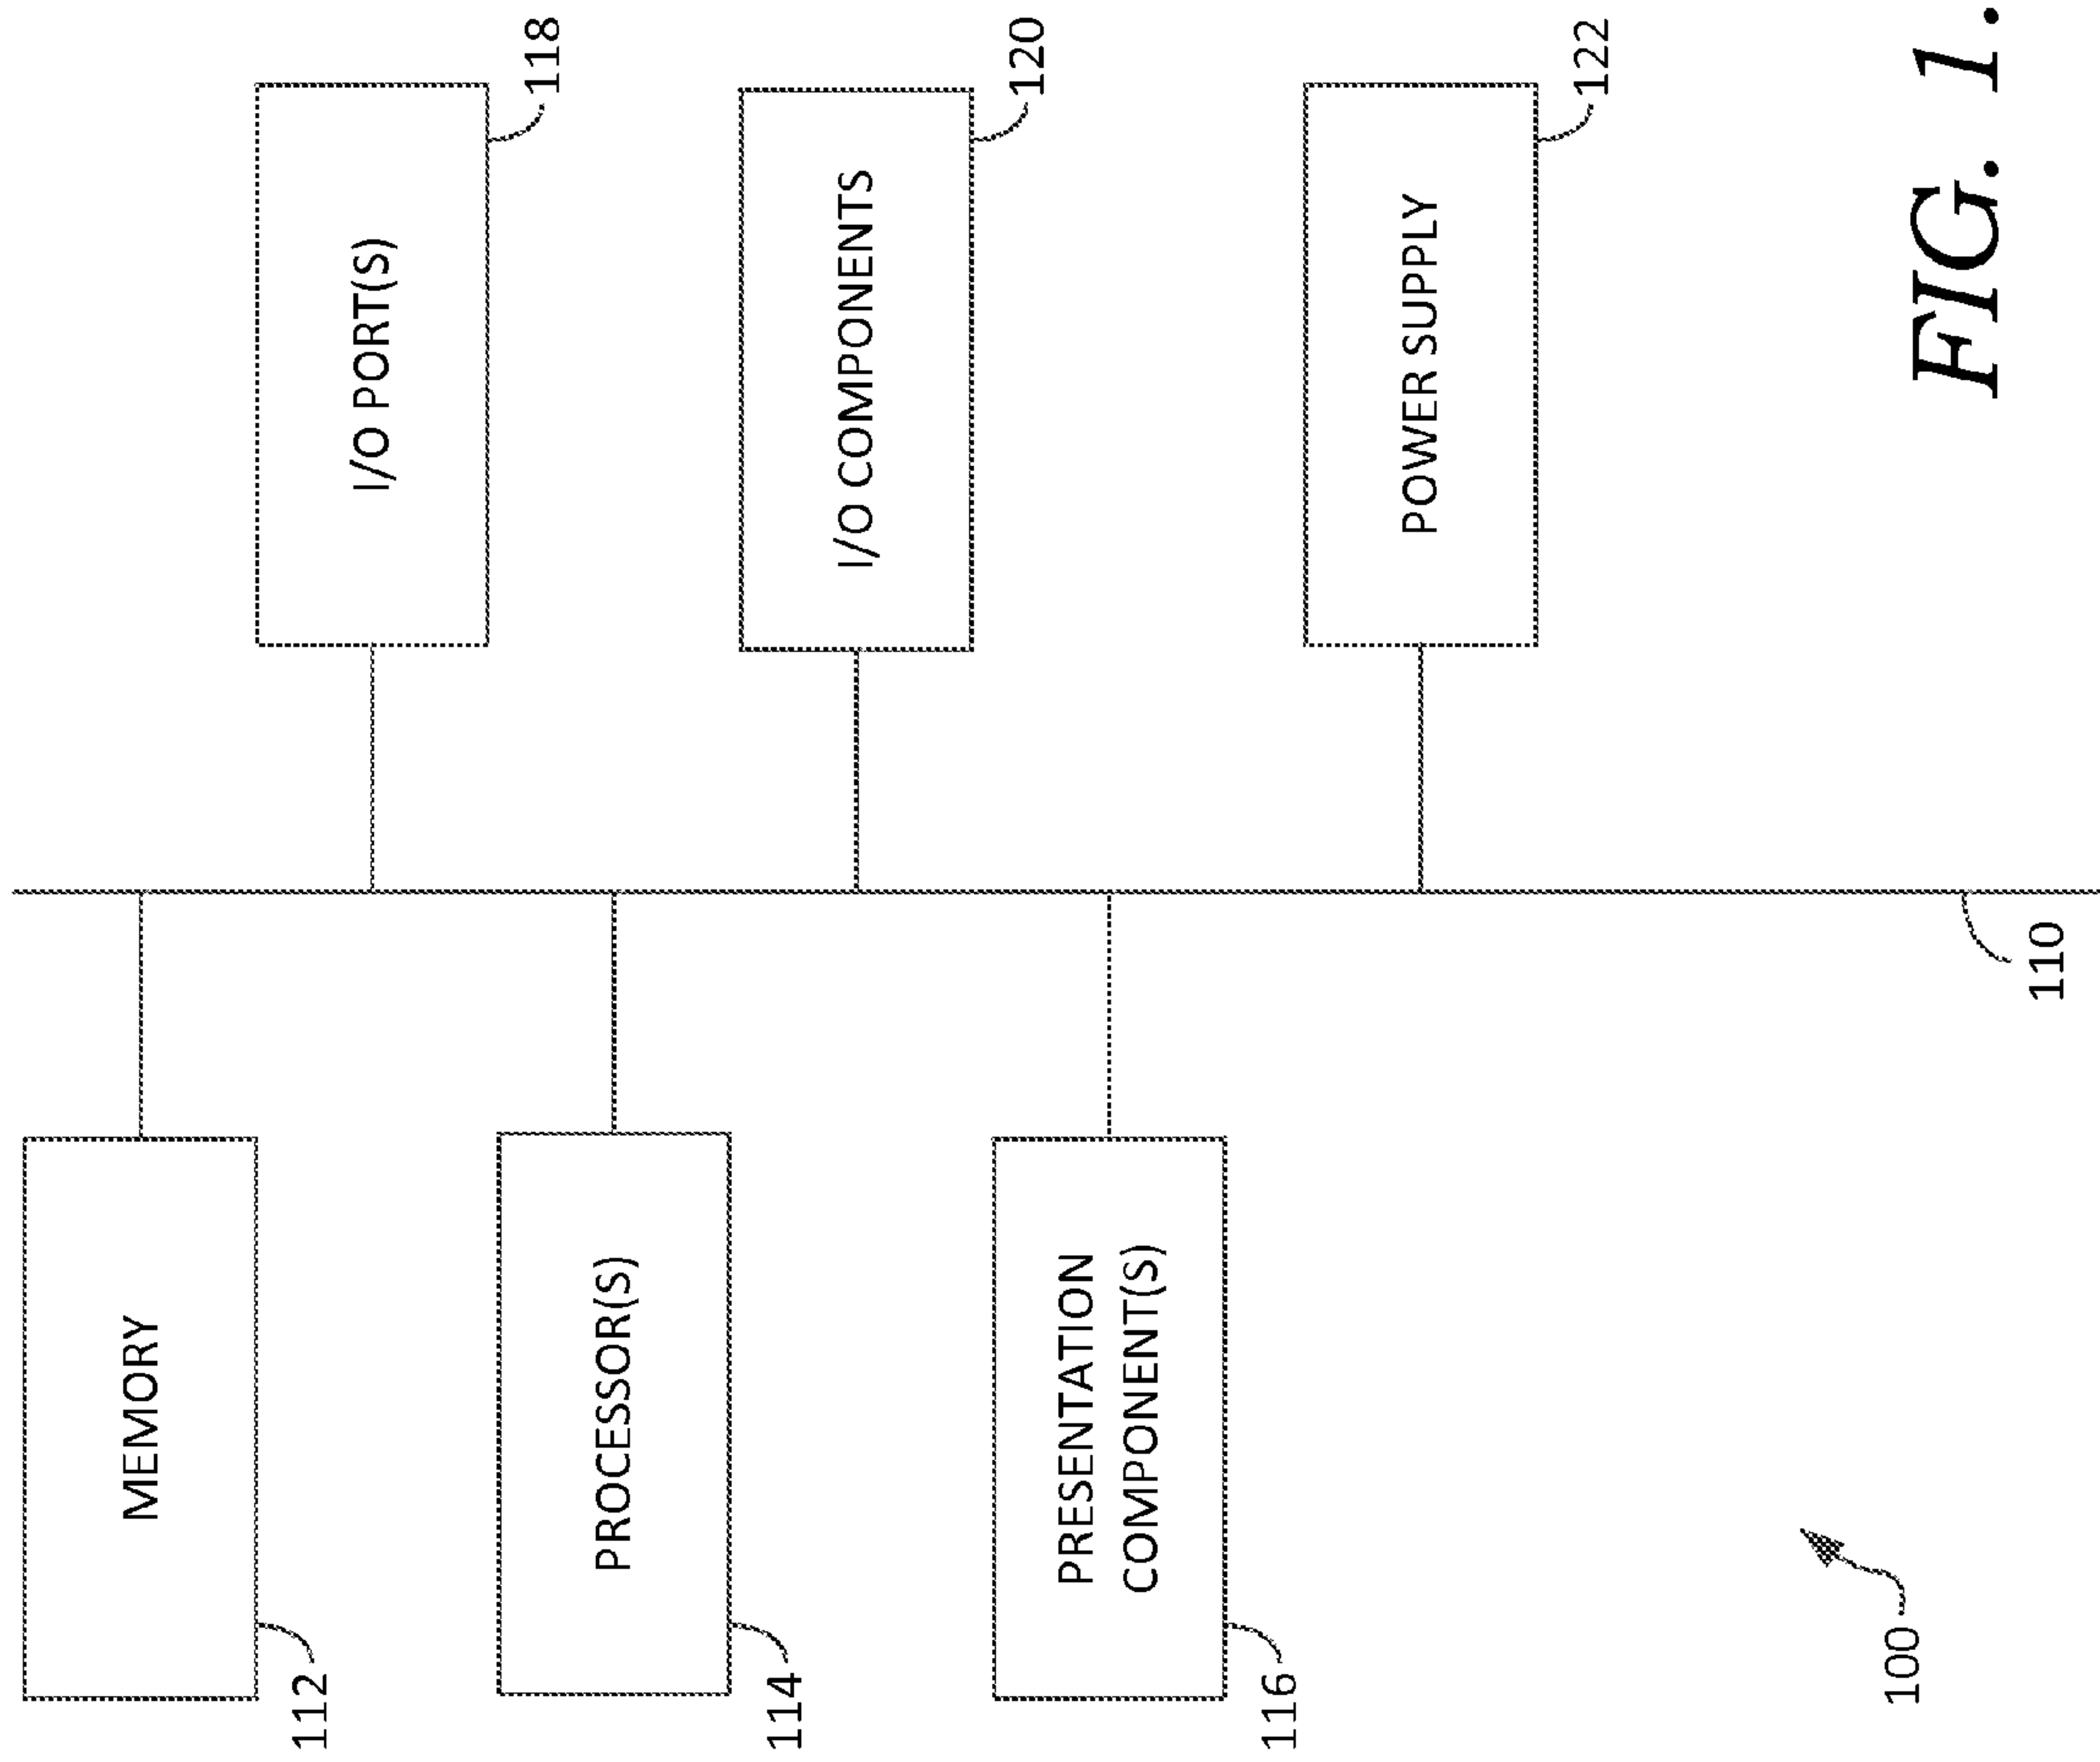 MEMORY
112
I/O PORT(S)
118
PROCESSOR(S)
114
I/O COMPONENTS
120
PRESENTATION
COMPONENT(S)
116
POWER SUPPLY
122
110
100
FIG. 1.